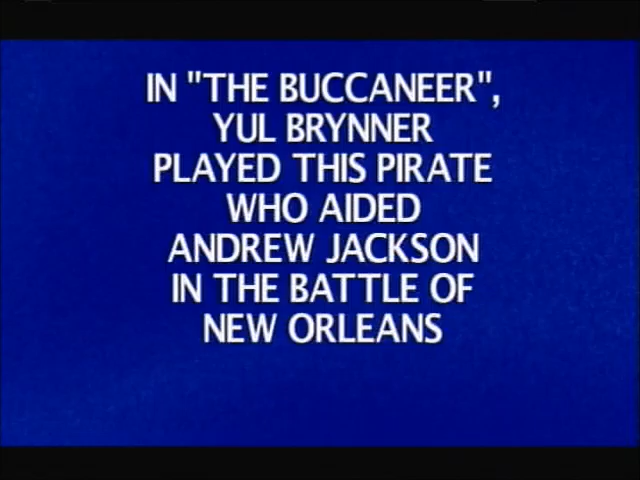 IN "THE BUCCANEER",
YUL BRYNNER
PLAYED THIS PIRATE
WHO AIDED
ANDREW JACKSON
IN THE BATTLE OF
NEW ORLEANS